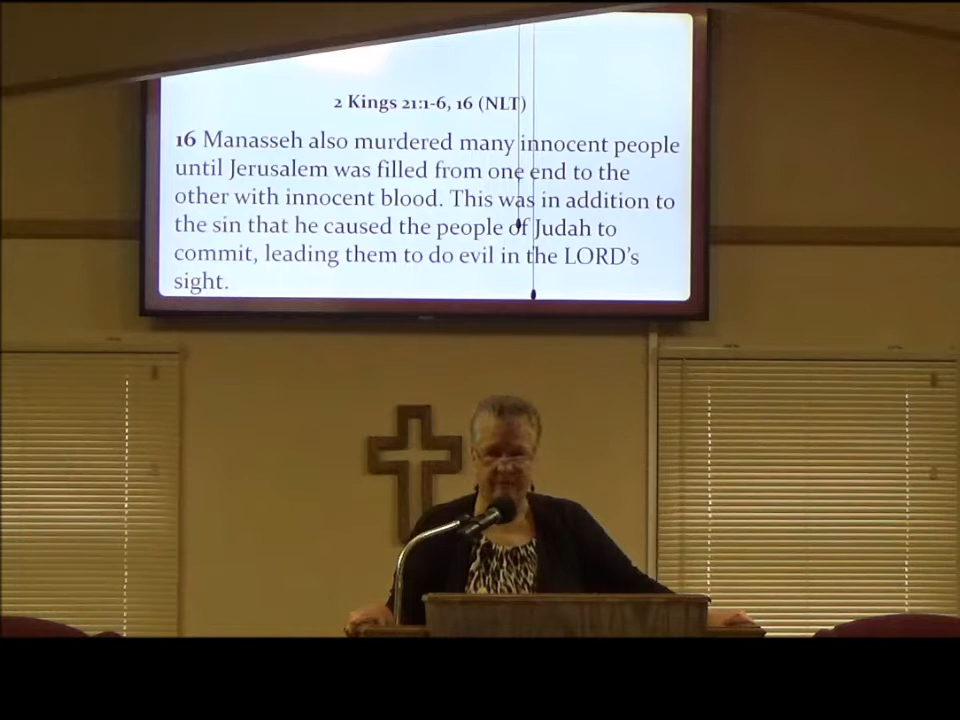 2 Kings 21:1-6, 16 (NLT)
16 Manasseh also murdered many innocent people
until Jerusalem was filled from one end to the
other with innocent blood. This was in addition to
the sin that he caused the people of Judah to
commit, leading them to do evil in the LORD's
sight.